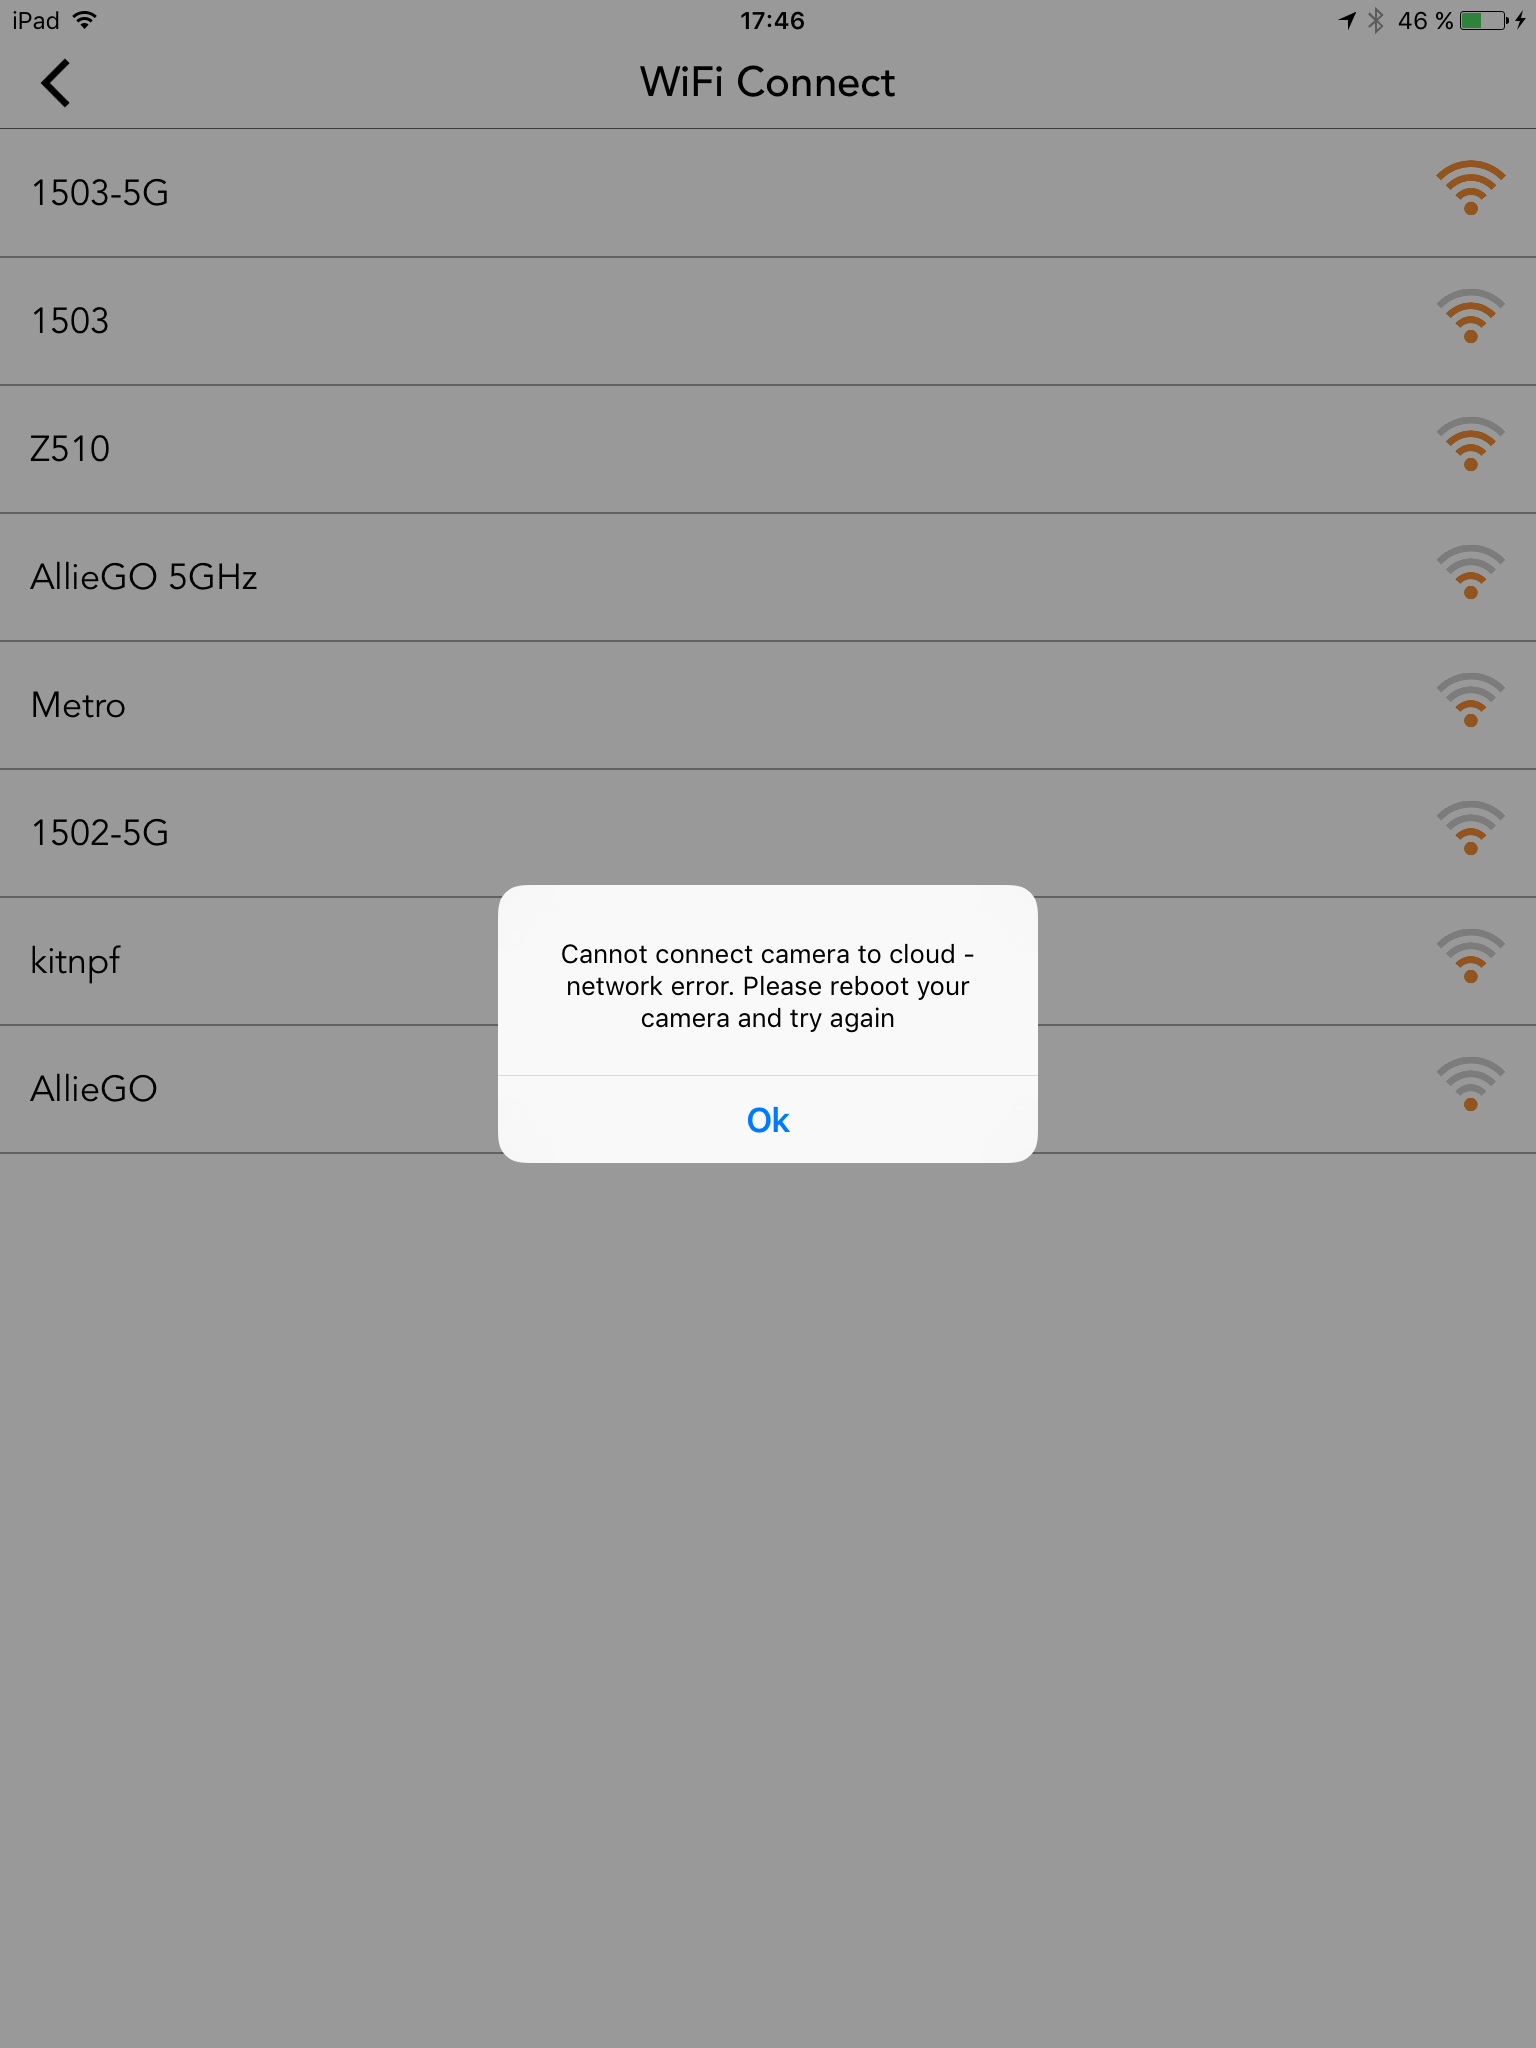 iPad 17:46 46 %
WiFi Connect
1503-5G
1503
Z510
AllieGO 5GHz
Metro
1502-5G
kitnpf
AllieGO
Cannot connect camera to cloud -
network error. Please reboot your
camera and try again
Ok